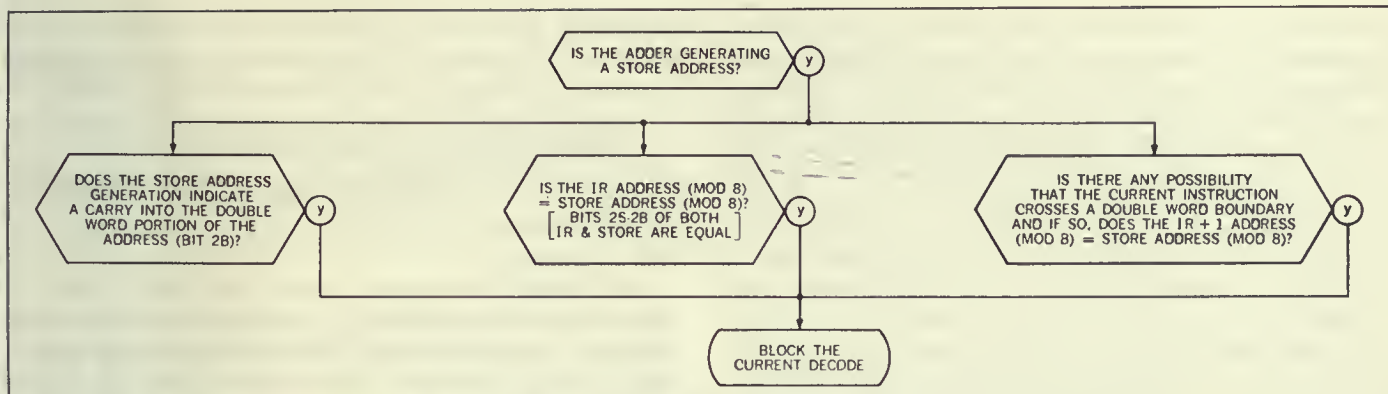 IS THE ADDER GENERATING
A STORE ADDRESS?
y
DOES THE STORE ADDRESS
GENERATION INDICATE
A CARRY INTO THE DOUBLE
WORD PORTION OF THE
ADDRESS (BIT 2B)?
y
IS THE IR ADDRESS (MOD 8)
= STORE ADDRESS (MOD 8)?
[BITS 25-2B OF BOTH
IR & STORE ARE EQUAL]
y
IS THERE ANY POSSIBILITY
THAT THE CURRENT INSTRUCTION
CROSSES A DOUBLE WORD BOUNDARY
AND IF SO, DOES THE IR + 1 ADDRESS
(MOD 8) = STORE ADDRESS (MOD 8)?
y
BLOCK THE
CURRENT DECODE